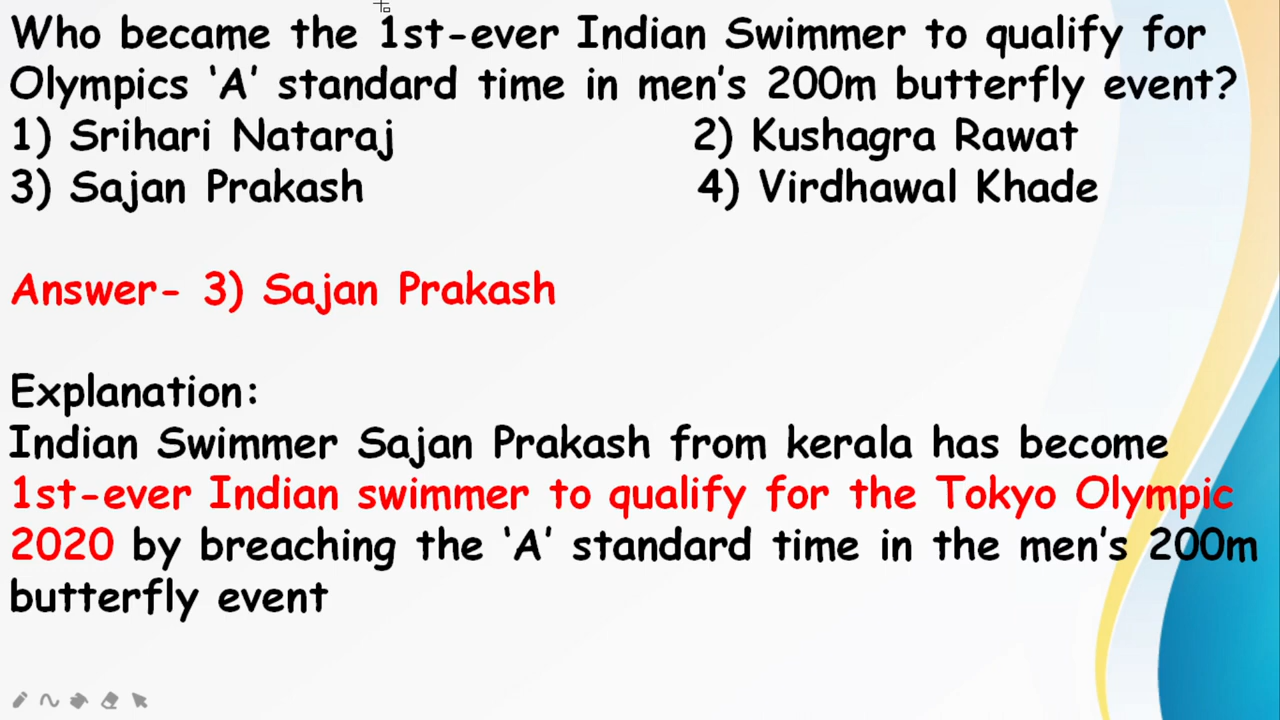 Who became the 1st-ever Indian Swimmer to qualify for
Olympics ‘A’ standard time in men’s 200m butterfly event?
1) Srihari Nataraj 2) Kushagra Rawat
3) Sajan Prakash 4) Virdhawal Khade
Answer- 3) Sajan Prakash
Explanation:
Indian Swimmer Sajan Prakash from kerala has become
1st-ever Indian swimmer to qualify for the Tokyo Olympic
2020 by breaching the ‘A’ standard time in the men’s 200m
butterfly event